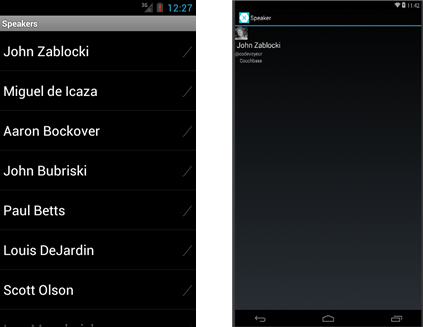 3G 12:27
Speakers
John Zablocki
Miguel de Icaza
Aaron Bockover
John Bubriski
Paul Betts
Louis DeJardin
Scott Olson
11:42
Speaker
John Zablocki
@codevoyeur
Couchbase